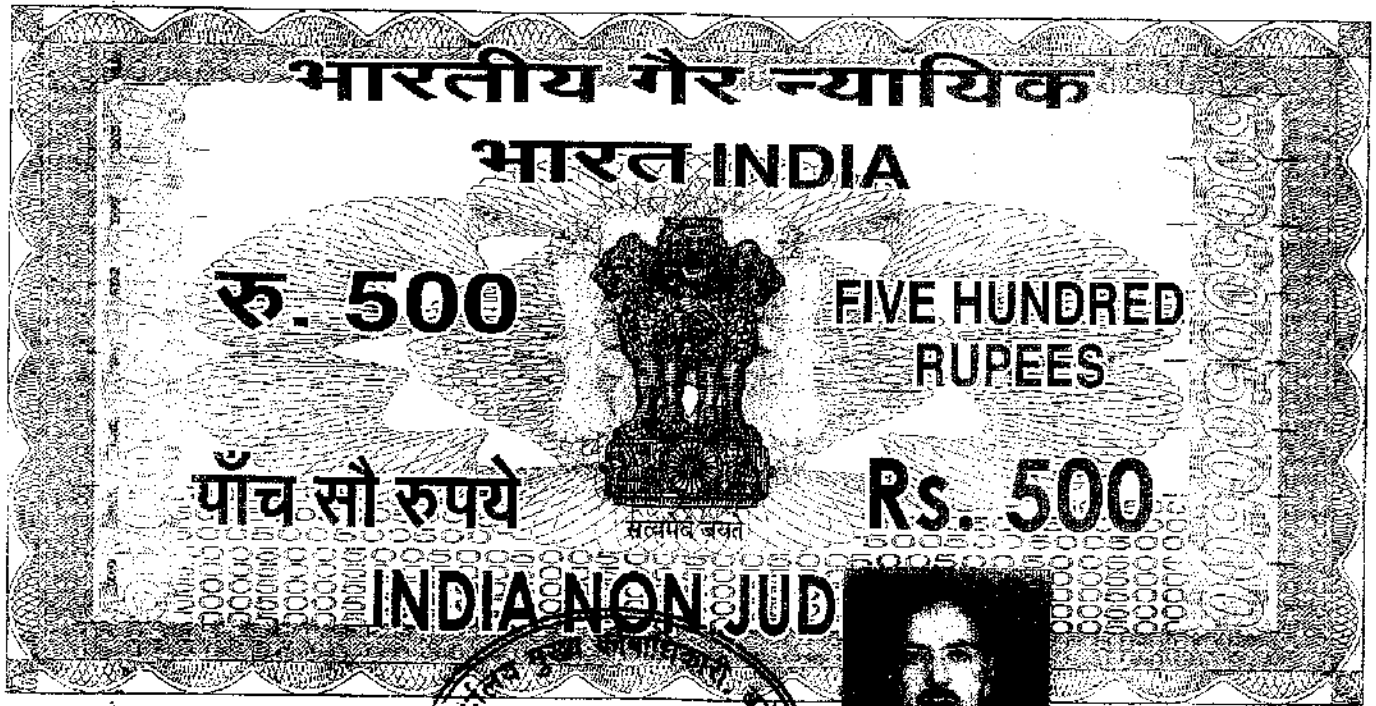 भारतीय गैर न्यायिक
भारत INDIA
रु. 500
FIVE HUNDRED
RUPEES
पाँच सौ रुपये
सत्यमेव जयते
Rs. 500
INDIA NON JUD
मुख्य कोषाधिकारी,